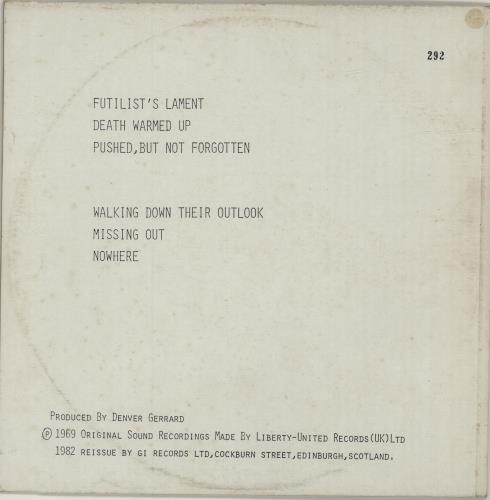 292
FUTILIST'S LAMENT
DEATH WARMED UP
PUSHED,BUT NOT FORGOTTEN
WALKING DOWN THEIR OUTLOOK
MISSING OUT
NOWHERE
PRODUCED BY DENVER GERRARD
Ⓟ 1969 ORIGINAL SOUND RECORDINGS MADE BY LIBERTY-UNITED RECORDS(UK)LTD
1982 REISSUE BY GI RECORDS LTD,COCKBURN STREET,EDINBURGH,SCOTLAND.